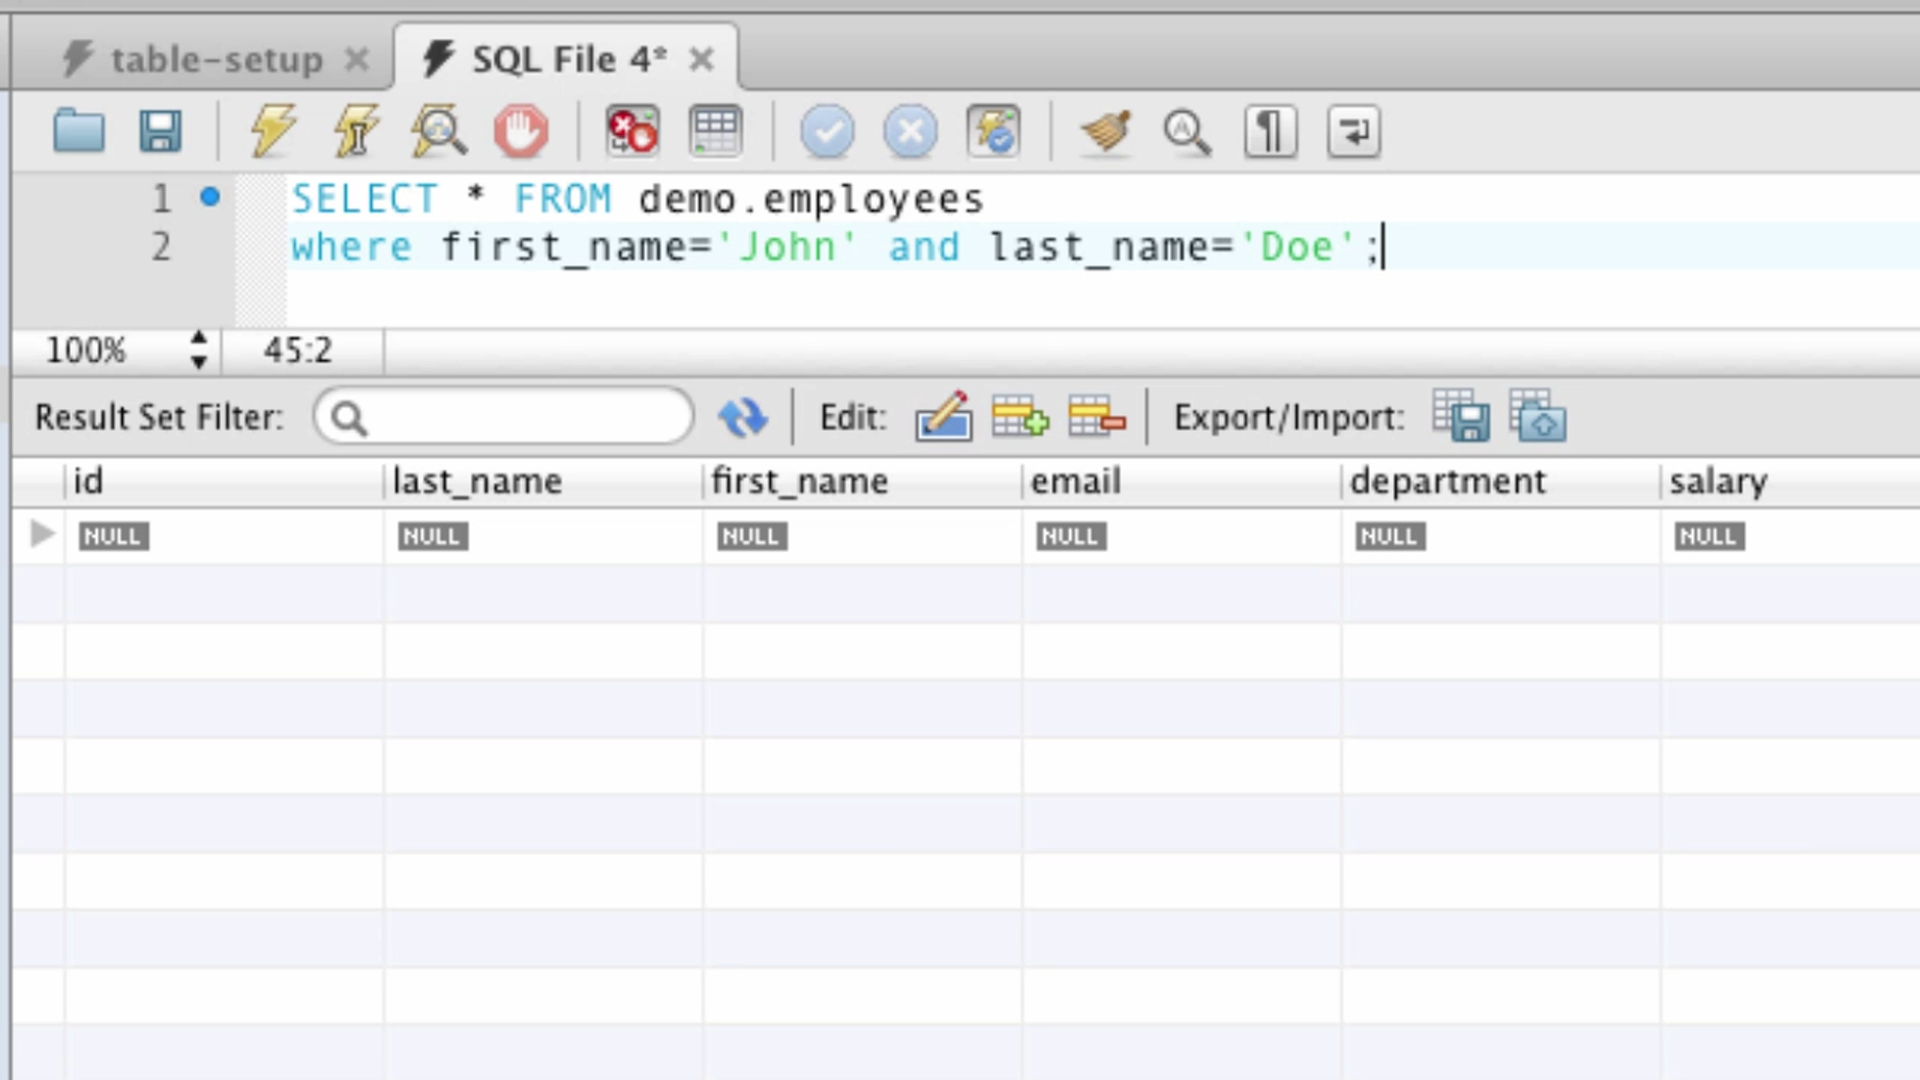 table-setup SQL File 4*
1 SELECT * FROM demo.employees
2 where first_name='John' and last_name='Doe';
100% 45:2
Result Set Filter: Edit: Export/Import:
id last_name first_name email department salary
NULL NULL NULL NULL NULL NULL